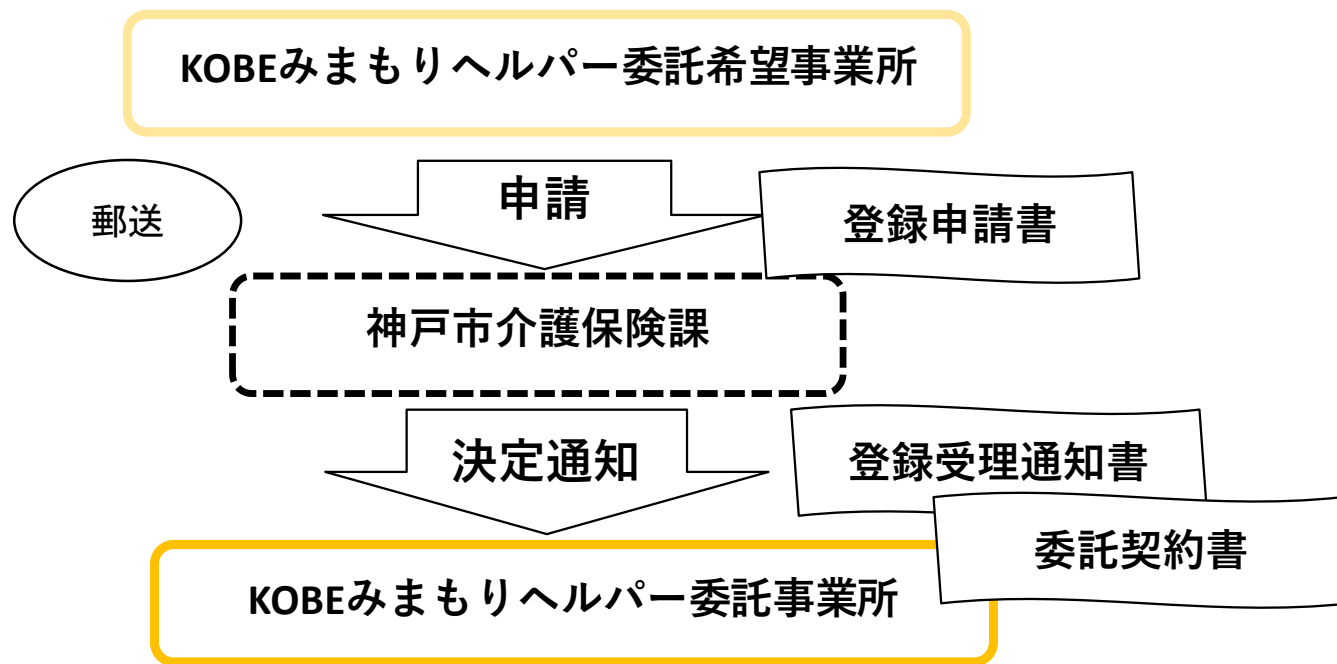 KOBEみまもりヘルパー委託希望事業所
郵送
申請
登録申請書
神戸市介護保険課
決定通知
登録受理通知書
委託契約書
KOBEみまもりヘルパー委託事業所